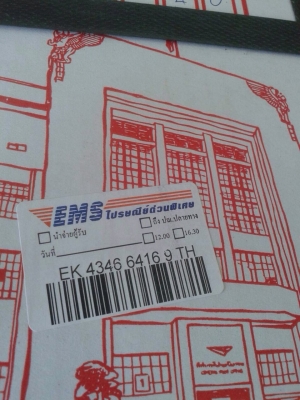 EMS ไปรษณีย์ด่วนพิเศษ
นำจ่ายผู้รับ
ถึง ปณ.ปลายทาง
วันที่
12.00
16.30
EK 4346 6416 9 TH